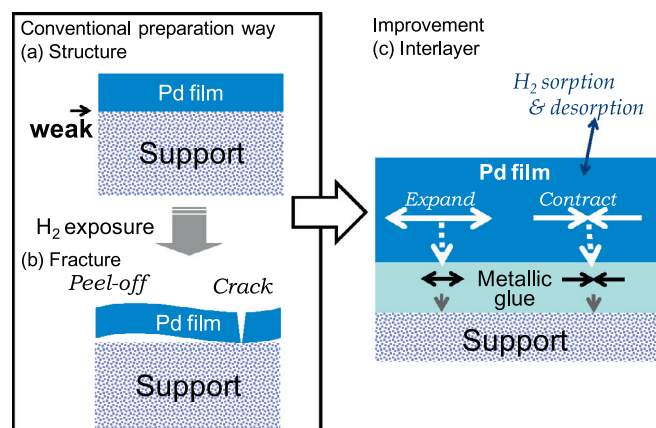 Conventional preparation way
(a) Structure
Pd film
weak
Support
H2 exposure
(b) Fracture
Peel-off
Crack
Pd film
Support
Improvement
(c) Interlayer
H2 sorption
& desorption
Pd film
Expand
Contract
Metallic
glue
Support